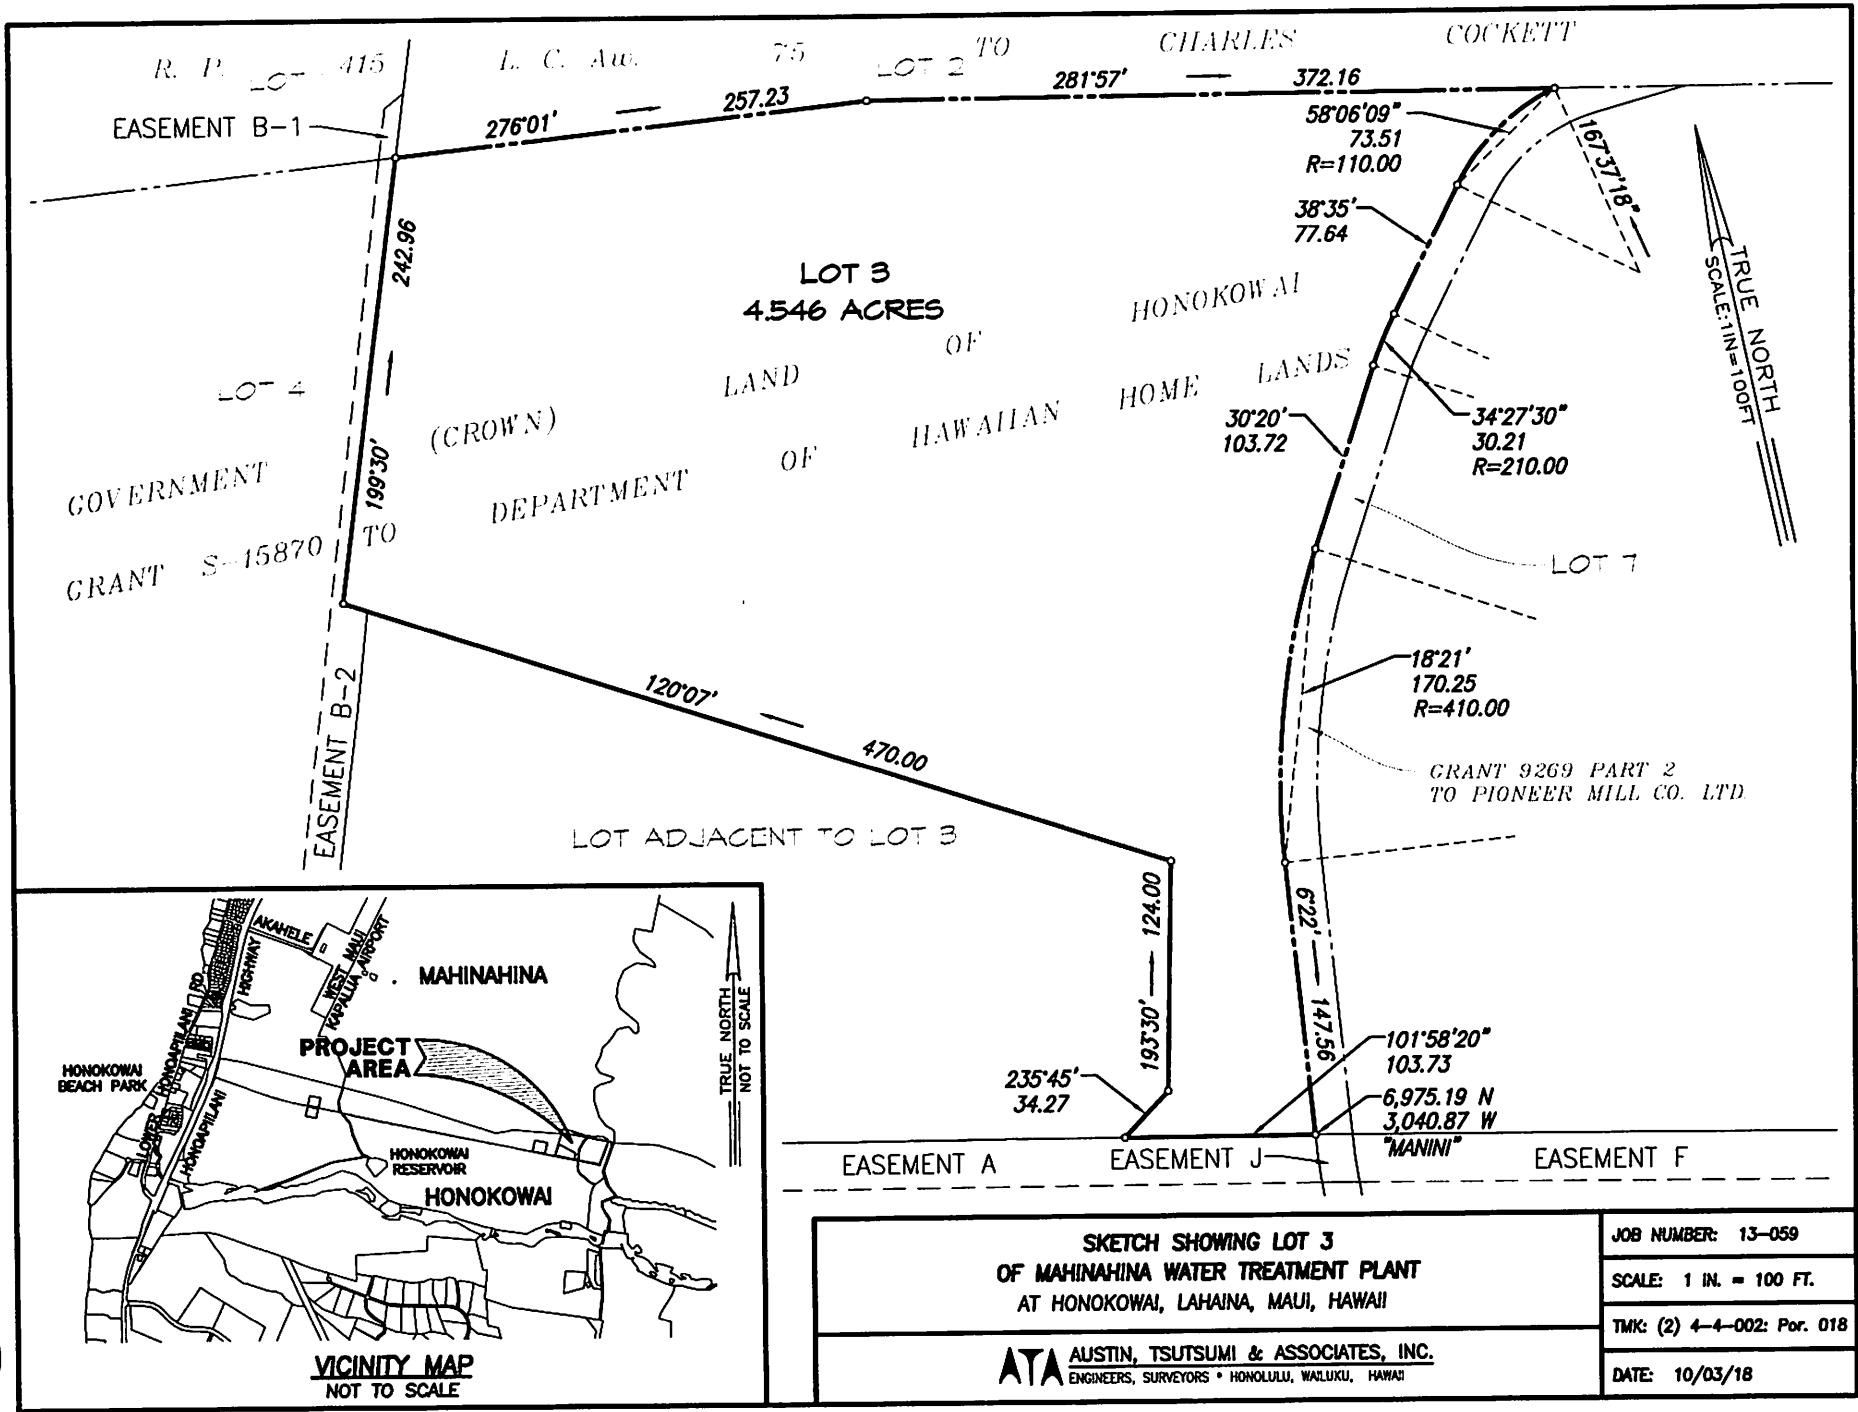 R. P. 415 L. C. Aw. 75 TO CHARLES COCKETT
LOT LOT 2
EASEMENT B-1
276°01' 257.23
281°57' 372.16
58°06'09"
73.51
R=110.00
167°37'18"
38°35'
77.64
TRUE NORTH
SCALE:1IN=100FT
242.96
199°30'
LOT 3
4.546 ACRES
LOT 4
(CROWN) LAND OF HONOKOWAI
GOVERNMENT
GRANT S-15870 TO DEPARTMENT OF HAWAIIAN HOME LANDS
30°20'
103.72
34°27'30"
30.21
R=210.00
LOT 7
18°21'
170.25
R=410.00
GRANT 9269 PART 2
TO PIONEER MILL CO. LTD.
120°07' 470.00
EASEMENT B-2
LOT ADJACENT TO LOT 3
193°30' 124.00
6°22' 147.56
235°45'
34.27
101°58'20"
103.73
6,975.19 N
3,040.87 W
"MANINI"
EASEMENT A
EASEMENT J
EASEMENT F
AKAHELE
HIGHWAY
WEST MAUI
KAPALUA AIRPORT
MAHINAHINA
LOWER HONOAPIILANI RD.
HONOAPIILANI
PROJECT
AREA
HONOKOWAI
BEACH PARK
HONOKOWAI
RESERVOIR
HONOKOWAI
TRUE NORTH
NOT TO SCALE
VICINITY MAP
NOT TO SCALE
SKETCH SHOWING LOT 3
OF MAHINAHINA WATER TREATMENT PLANT
AT HONOKOWAI, LAHAINA, MAUI, HAWAII
ATA AUSTIN, TSUTSUMI & ASSOCIATES, INC.
ENGINEERS, SURVEYORS • HONOLULU, WAILUKU, HAWAII
JOB NUMBER: 13-059
SCALE: 1 IN. = 100 FT.
TMK: (2) 4-4-002: Por. 018
DATE: 10/03/18